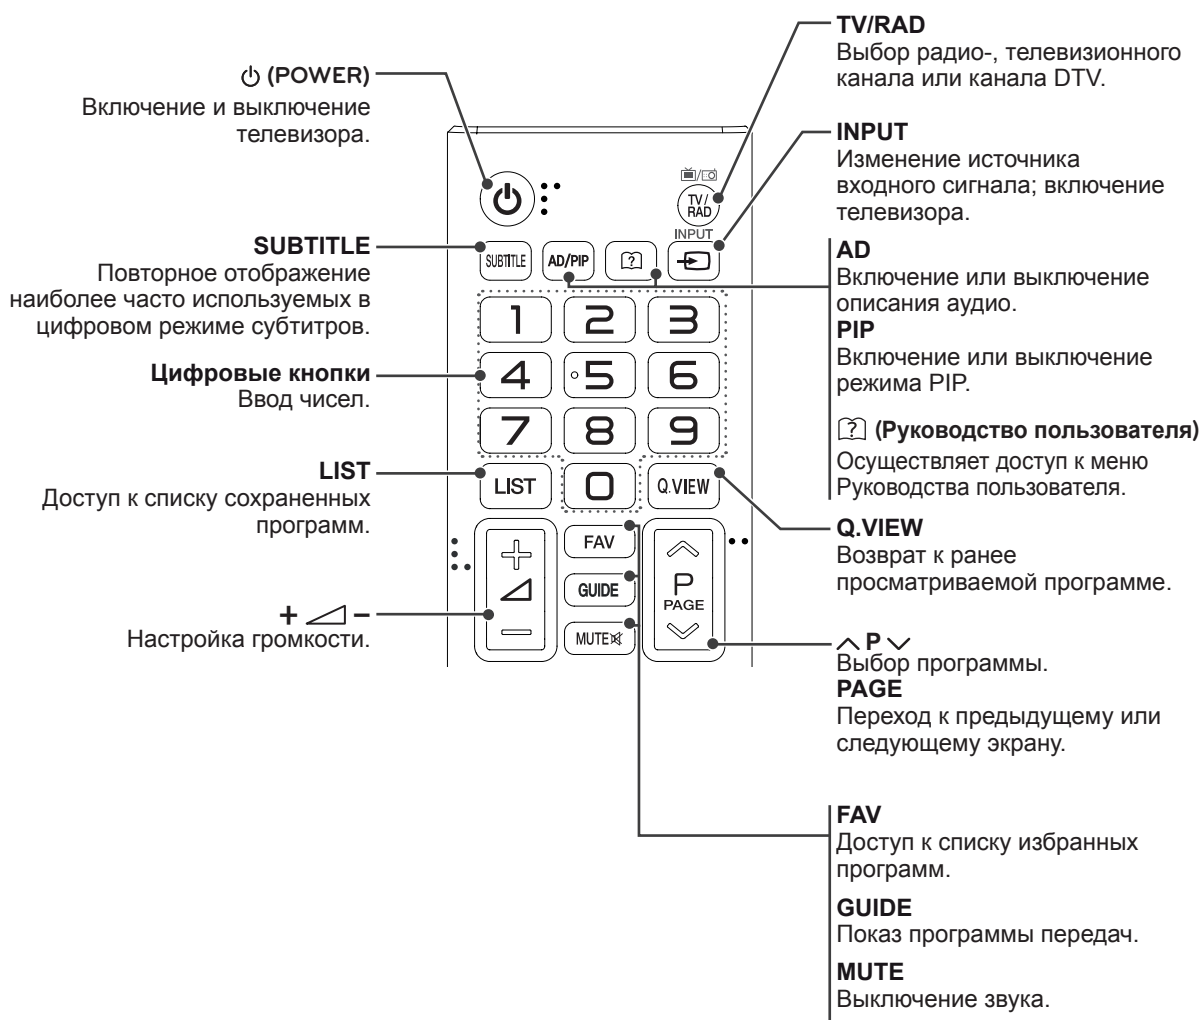 ⏻ (POWER)
Включение и выключение
телевизора.
SUBTITLE
Повторное отображение
наиболее часто используемых в
цифровом режиме субтитров.
Цифровые кнопки
Ввод чисел.
LIST
Доступ к списку сохраненных
программ.
+ ⊿ –
Настройка громкости.
TV/
RAD
INPUT
SUBTITLE AD/PIP ?
1 2 3
4 5 6
7 8 9
LIST 0 Q.VIEW
+ FAV
GUIDE P
PAGE
– MUTE
TV/RAD
Выбор радио-, телевизионного
канала или канала DTV.
INPUT
Изменение источника
входного сигнала; включение
телевизора.
AD
Включение или выключение
описания аудио.
PIP
Включение или выключение
режима PIP.
? (Руководство пользователя)
Осуществляет доступ к меню
Руководства пользователя.
Q.VIEW
Возврат к ранее
просматриваемой программе.
︿ P ﹀
Выбор программы.
PAGE
Переход к предыдущему или
следующему экрану.
FAV
Доступ к списку избранных
программ.
GUIDE
Показ программы передач.
MUTE
Выключение звука.